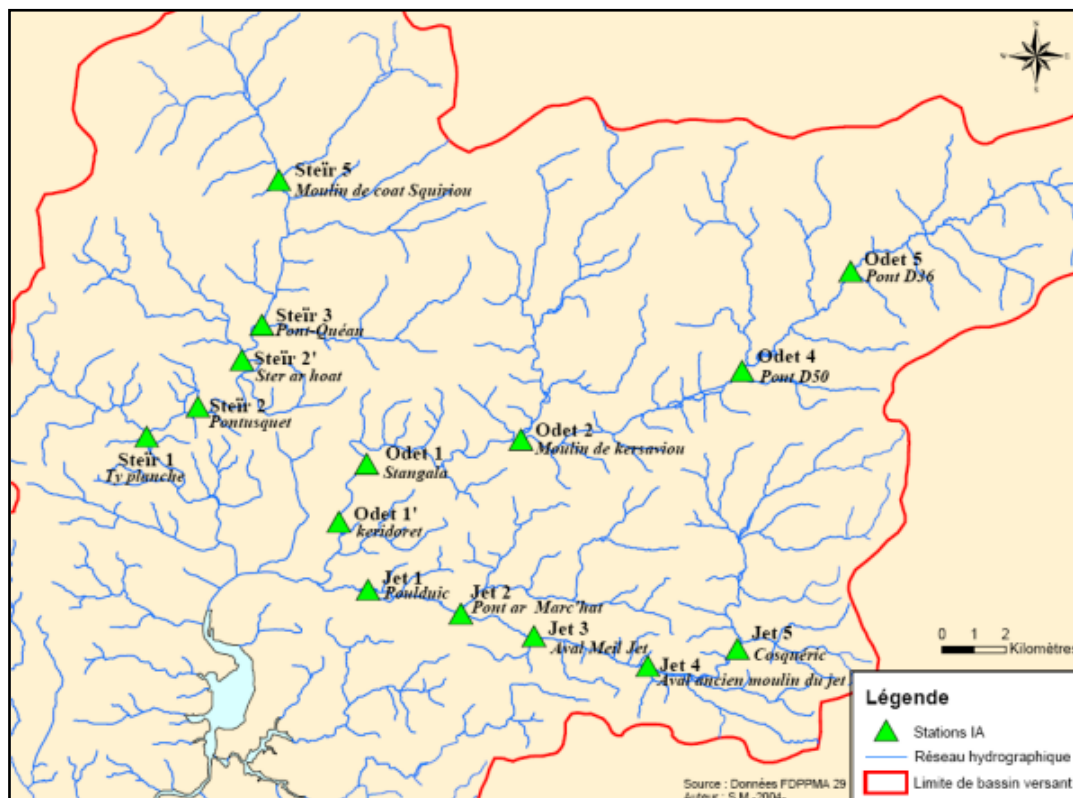 N
W
E
S
Steïr 5
Moulin de coat Squiriou
Odet 5
Pont D36
Steïr 3
Pont-Quéau
Steïr 2'
Ster ar hoat
Odet 4
Pont D50
Steïr 2
Pontusquet
Steïr 1
Ty planche
Odet 1
Stangala
Odet 2
Moulin de kersaviou
Odet 1'
keridoret
Jet 1
Poulduic
Jet 2
Pont ar Marc'hat
Jet 3
Aval Meil Jet
Jet 5
Casquéric
Jet 4
Aval ancien moulin du jet
0 1 2
Kilomètres
Légende
Stations IA
Réseau hydrographique
Limite de bassin versant
Source : Données FDPPMA 29
Auteur : S.M -2004-